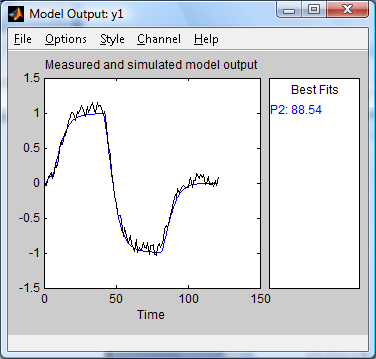 Model Output: y1
File Options Style Channel Help
Measured and simulated model output
Best Fits
P2: 88.54
1.5
1
0.5
0
-0.5
-1
-1.5
0 50 100 150
Time